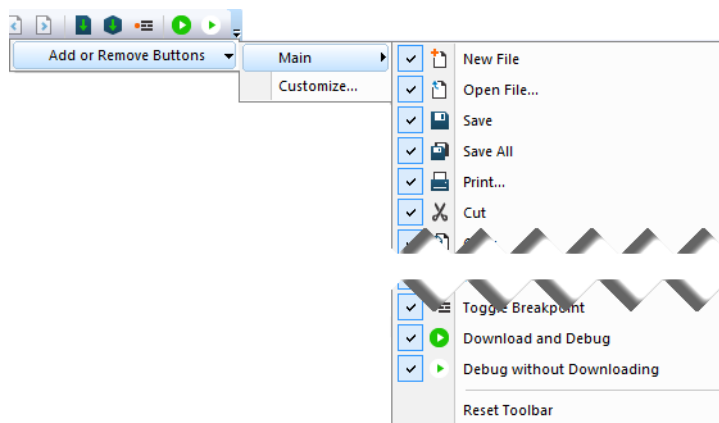 Add or Remove Buttons
Main
Customize...
New File
Open File...
Save
Save All
Print...
Cut
Toggle Breakpoint
Download and Debug
Debug without Downloading
Reset Toolbar